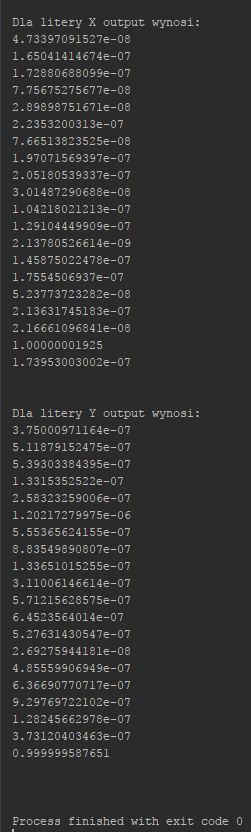 Dla litery X output wynosi:
4.73397091527e-08
1.65041414674e-07
1.72880688099e-07
7.75675275677e-08
2.89898751671e-08
2.2353200313e-07
7.66513823525e-08
1.97071569397e-07
2.05180539337e-07
3.01487290688e-08
1.04218021213e-07
1.29104449909e-07
2.13780526614e-09
1.45875022478e-07
1.7554506937e-07
5.23773723282e-08
2.13631745183e-07
2.16661096841e-08
1.00000001925
1.73953003002e-07
Dla litery Y output wynosi:
3.75000971164e-07
5.11879152475e-07
5.39303384395e-07
1.3315352522e-07
2.58323259006e-07
1.20217279975e-06
5.55365624155e-07
8.83549890807e-07
1.33651015255e-07
3.11006146614e-07
5.71215628575e-07
6.4523564014e-07
5.27631430547e-07
2.69275944181e-08
4.85559906949e-07
6.36690770717e-07
9.29769722102e-07
1.28245662978e-07
3.73120403463e-07
0.999999587651
Process finished with exit code 0